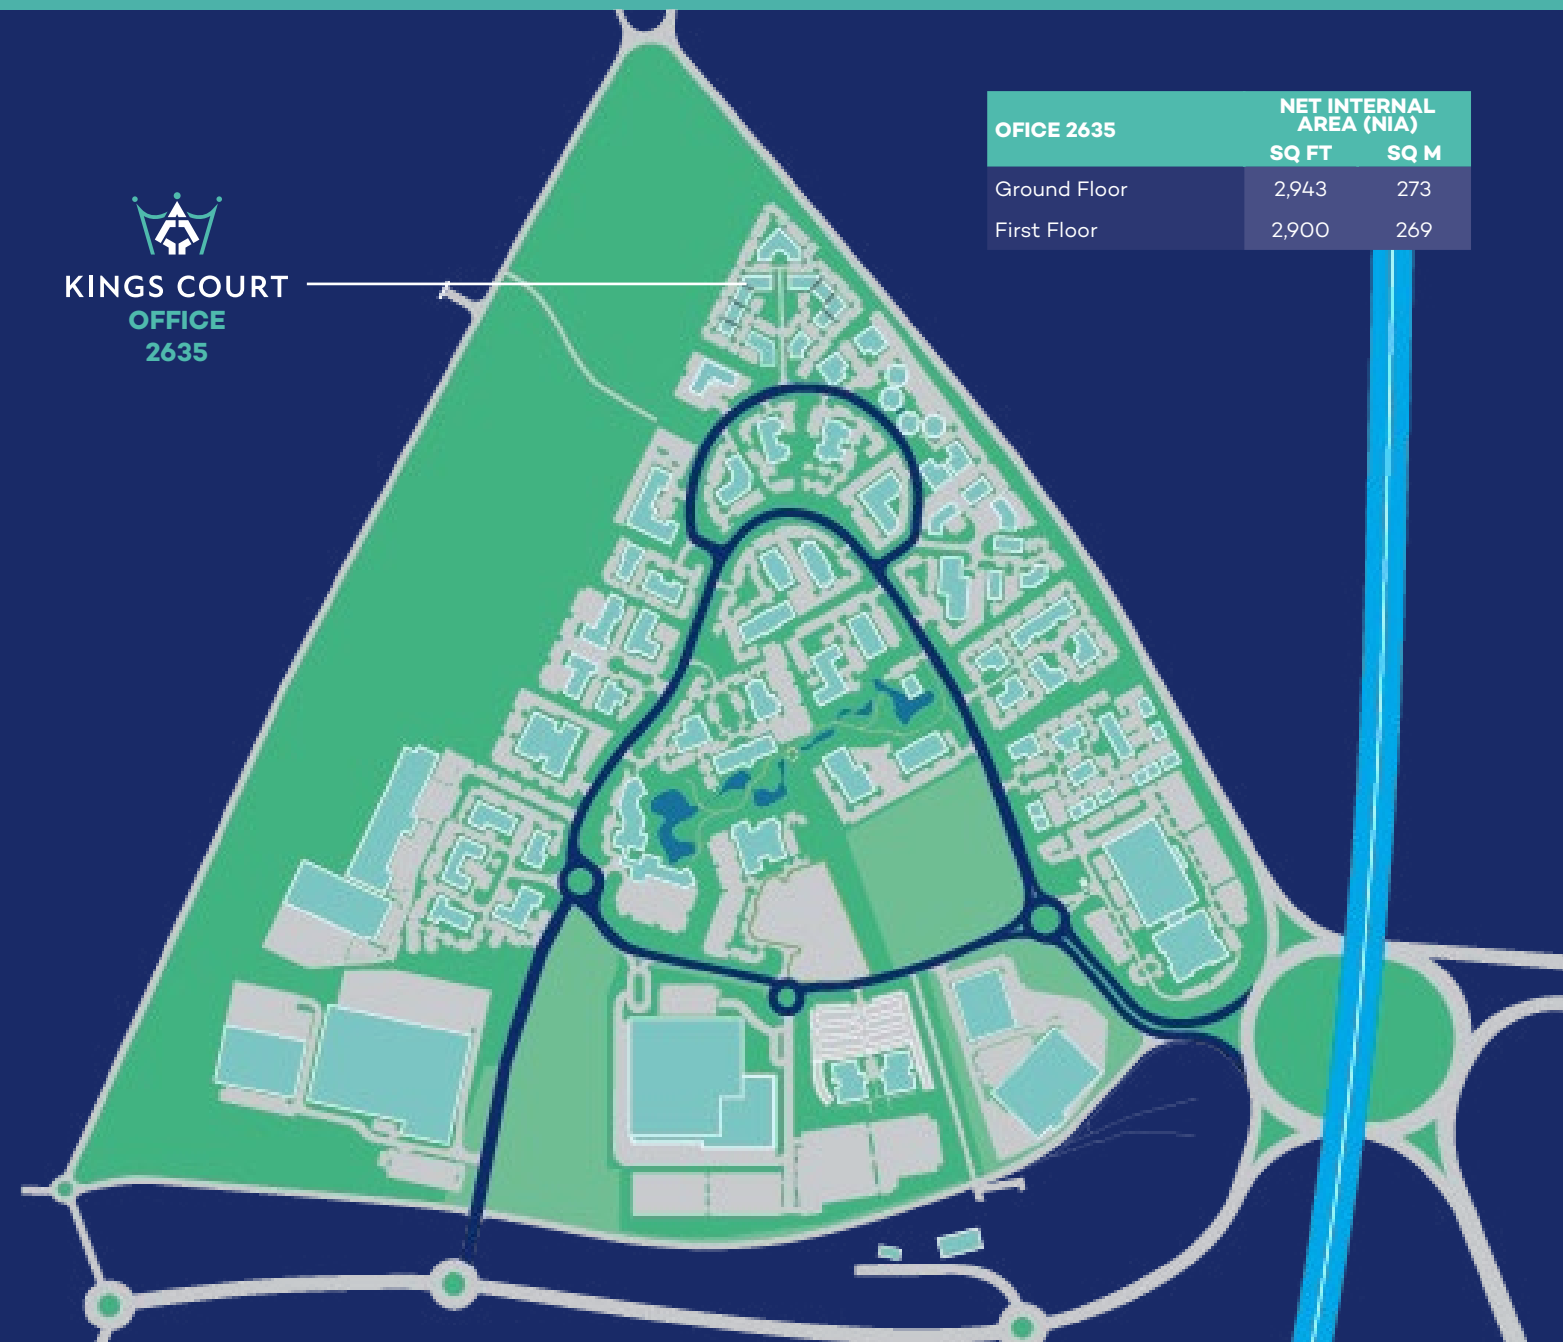 OFICE 2635
NET INTERNAL
AREA (NIA)
SQ FT SQ M
Ground Floor 2,943 273
First Floor 2,900 269
KINGS COURT
OFFICE
2635